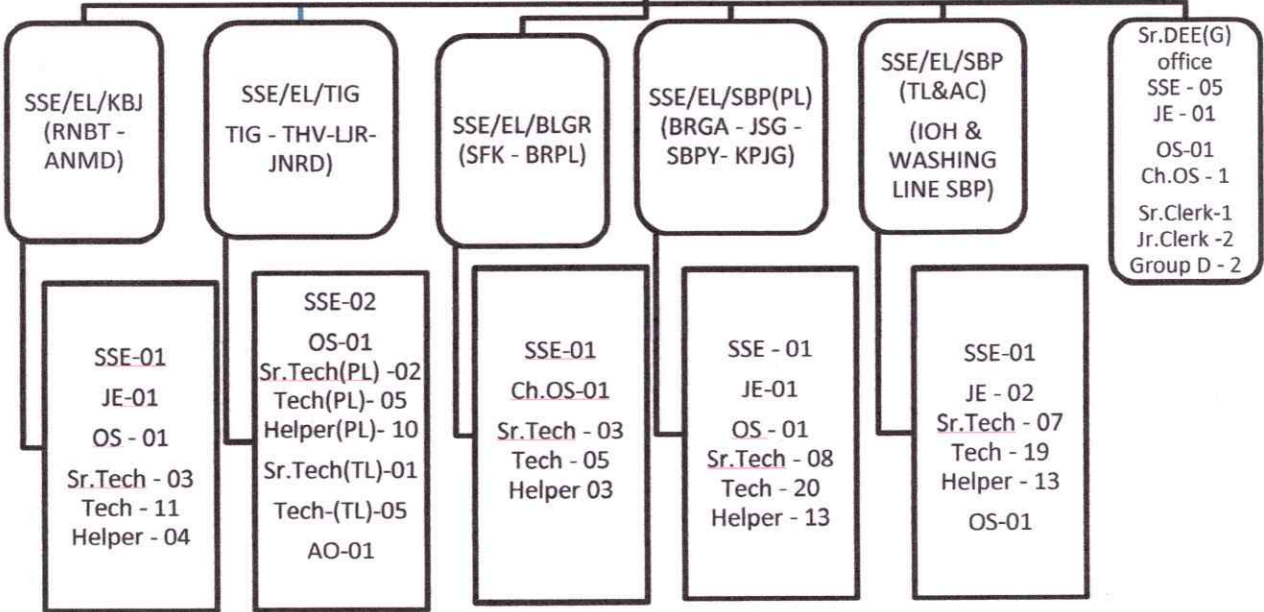 SSE/EL/KBJ
(RNBT -
ANMD)
SSE/EL/TIG
TIG - THV-LJR-
JNRD)
SSE/EL/BLGR
(SFK - BRPL)
SSE/EL/SBP(PL)
(BRGA - JSG -
SBPY- KPJG)
SSE/EL/SBP
(TL&AC)
(IOH &
WASHING
LINE SBP)
Sr.DEE(G)
office
SSE - 05
JE - 01
OS-01
Ch.OS - 1
Sr.Clerk-1
Jr.Clerk -2
Group D - 2
SSE-01
JE-01
OS - 01
Sr.Tech - 03
Tech - 11
Helper - 04
SSE-02
OS-01
Sr.Tech(PL) -02
Tech(PL)- 05
Helper(PL)- 10
Sr.Tech(TL)-01
Tech-(TL)-05
AO-01
SSE-01
Ch.OS-01
Sr.Tech - 03
Tech - 05
Helper 03
SSE - 01
JE-01
OS - 01
Sr.Tech - 08
Tech - 20
Helper - 13
SSE-01
JE - 02
Sr.Tech - 07
Tech - 19
Helper - 13
OS-01